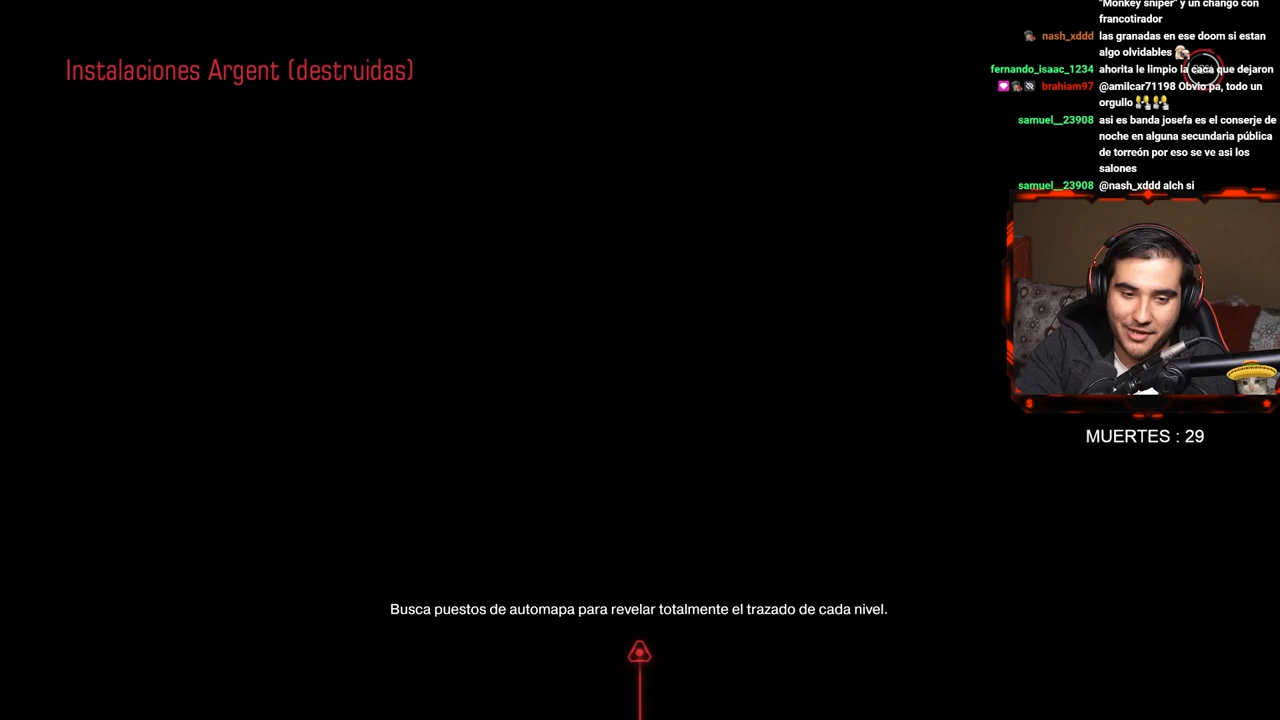 "Monkey sniper" y un chango con
francotirador
nash_xddd las granadas en ese doom si estan
algo olvidables
fernando_isaac_1234 ahorita le limpio la caca que dejaron
brahiam97 @amilcar71198 Obvio pa, todo un
orgullo
samuel__23908 asi es banda josefa es el conserje de
noche en alguna secundaria pública
de torreón por eso se ve asi los
salones
samuel__23908 @nash_xddd alch si
Instalaciones Argent (destruidas)
MUERTES : 29
Busca puestos de automapa para revelar totalmente el trazado de cada nivel.